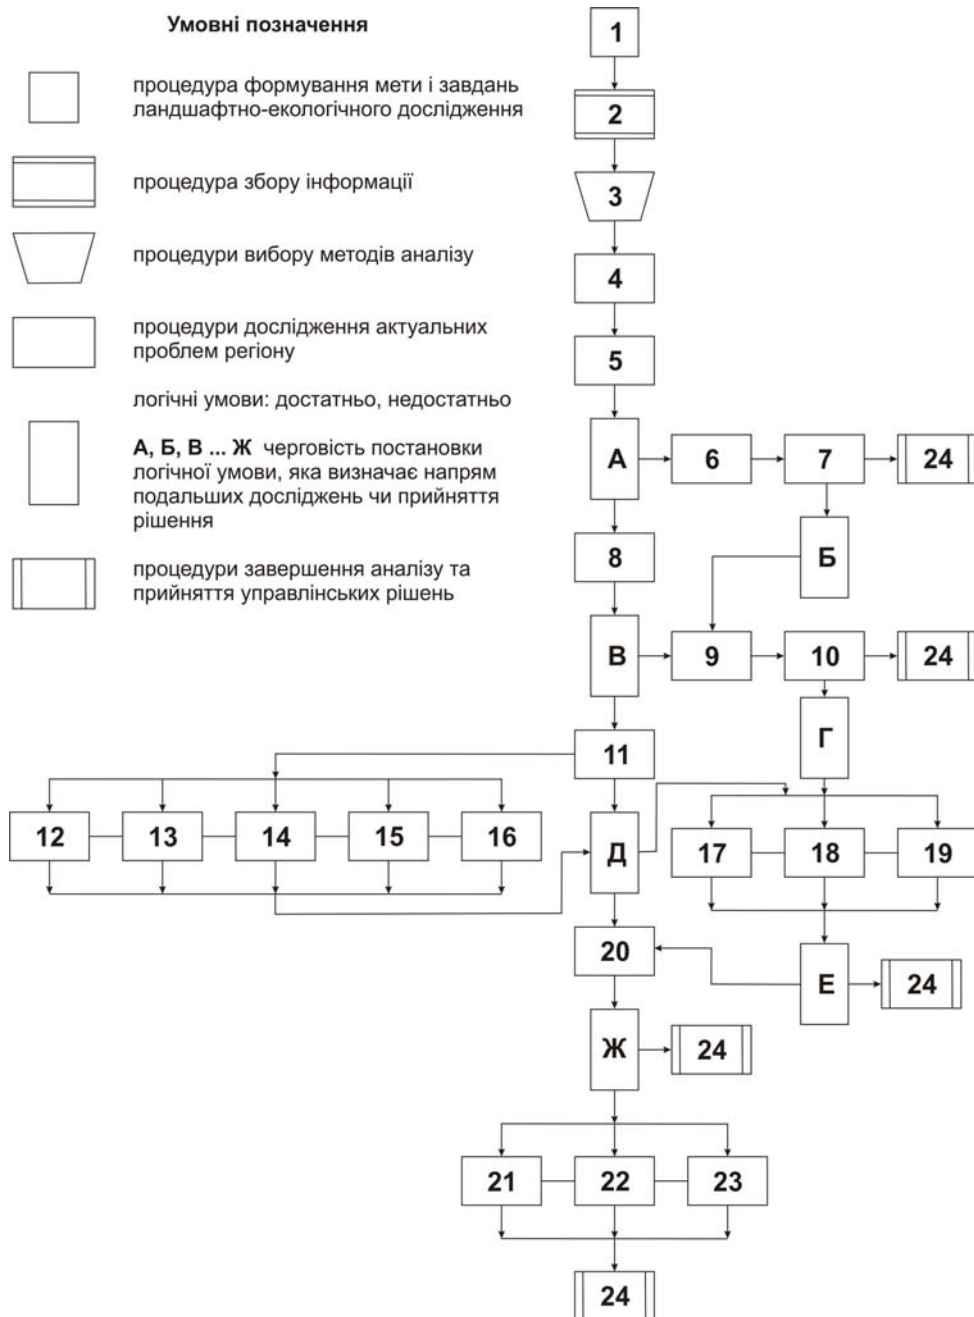 Умовні позначення
процедура формування мети і завдань
ландшафтно-екологічного дослідження
процедура збору інформації
процедури вибору методів аналізу
процедури дослідження актуальних
проблем регіону
логічні умови: достатньо, недостатньо
А, Б, В ... Ж черговість постановки
логічної умови, яка визначає напрям
подальших досліджень чи прийняття
рішення
процедури завершення аналізу та
прийняття управлінських рішень
1
2
3
4
5
А 6 7 24
8 Б
В 9 10 24
11 Г
12 13 14 15 16 Д 17 18 19
20 Е 24
Ж 24
21 22 23
24